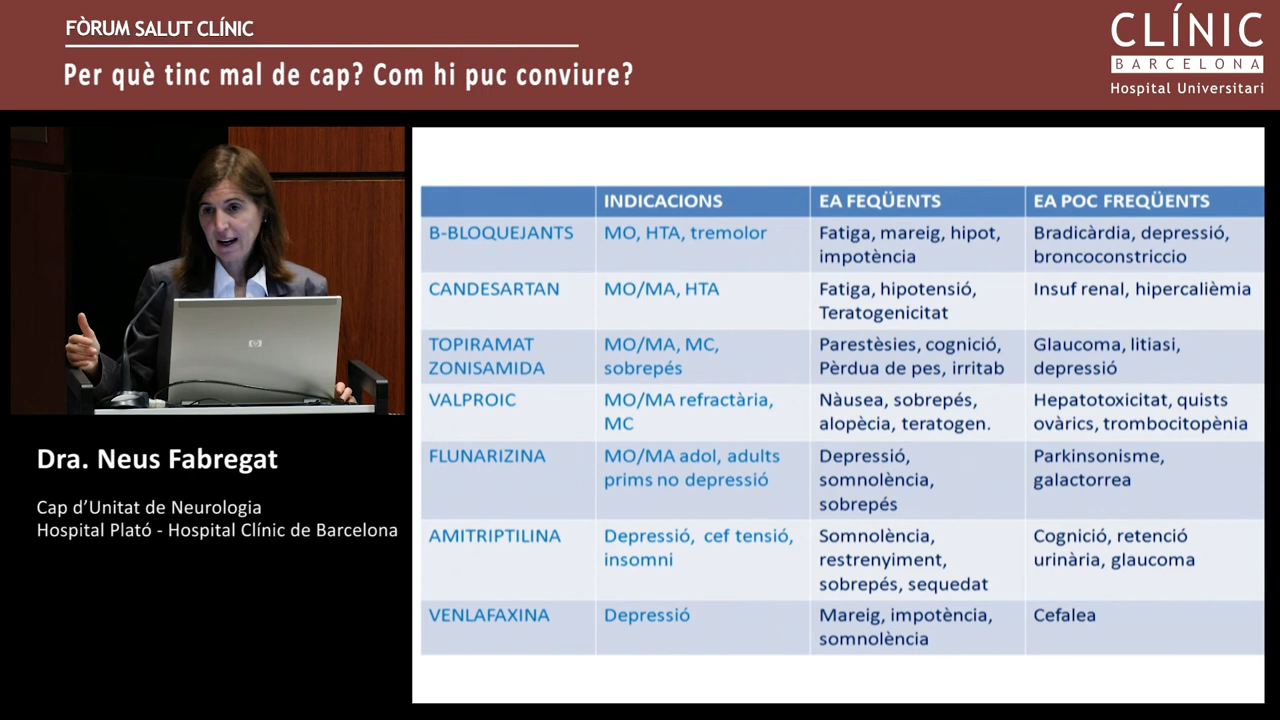 FÒRUM SALUT CLÍNIC
Per què tinc mal de cap? Com hi puc conviure?
CLÍNIC
BARCELONA
Hospital Universitari
hp
Dra. Neus Fabregat
Cap d'Unitat de Neurologia
Hospital Plató - Hospital Clínic de Barcelona
INDICACIONS EA FEQÜENTS EA POC FREQÜENTS
B-BLOQUEJANTS MO, HTA, tremolor Fatiga, mareig, hipot, Bradicàrdia, depressió,
impotència broncoconstriccio
CANDESARTAN MO/MA, HTA Fatiga, hipotensió, Insuf renal, hipercalièmia
Teratogenicitat
TOPIRAMAT MO/MA, MC, Parestèsies, cognició, Glaucoma, litiasi,
ZONISAMIDA sobrepés Pèrdua de pes, irritab depressió
VALPROIC MO/MA refractària, Nàusea, sobrepés, Hepatotoxicitat, quists
MC alopècia, teratogen. ovàrics, trombocitopènia
FLUNARIZINA MO/MA adol, adults Depressió, Parkinsonisme,
prims no depressió somnolència, galactorrea
sobrepés
AMITRIPTILINA Depressió, cef tensió, Somnolència, Cognició, retenció
insomni restrenyiment, urinària, glaucoma
sobrepés, sequedat
VENLAFAXINA Depressió Mareig, impotència, Cefalea
somnolència